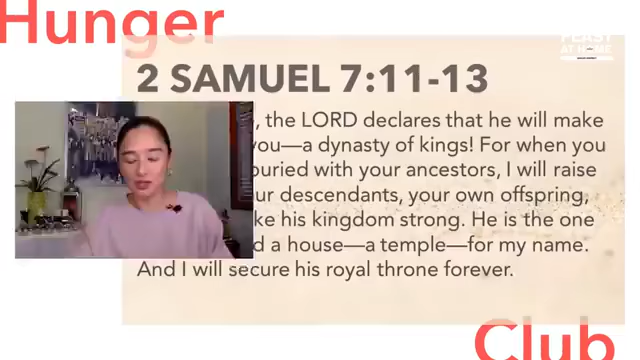 Hunger
FEAST
AT HOME
2 SAMUEL 7:11-13
, the LORD declares that he will make
you—a dynasty of kings! For when you
buried with your ancestors, I will raise
ur descendants, your own offspring,
ke his kingdom strong. He is the one
d a house—a temple—for my name.
And I will secure his royal throne forever.
Club